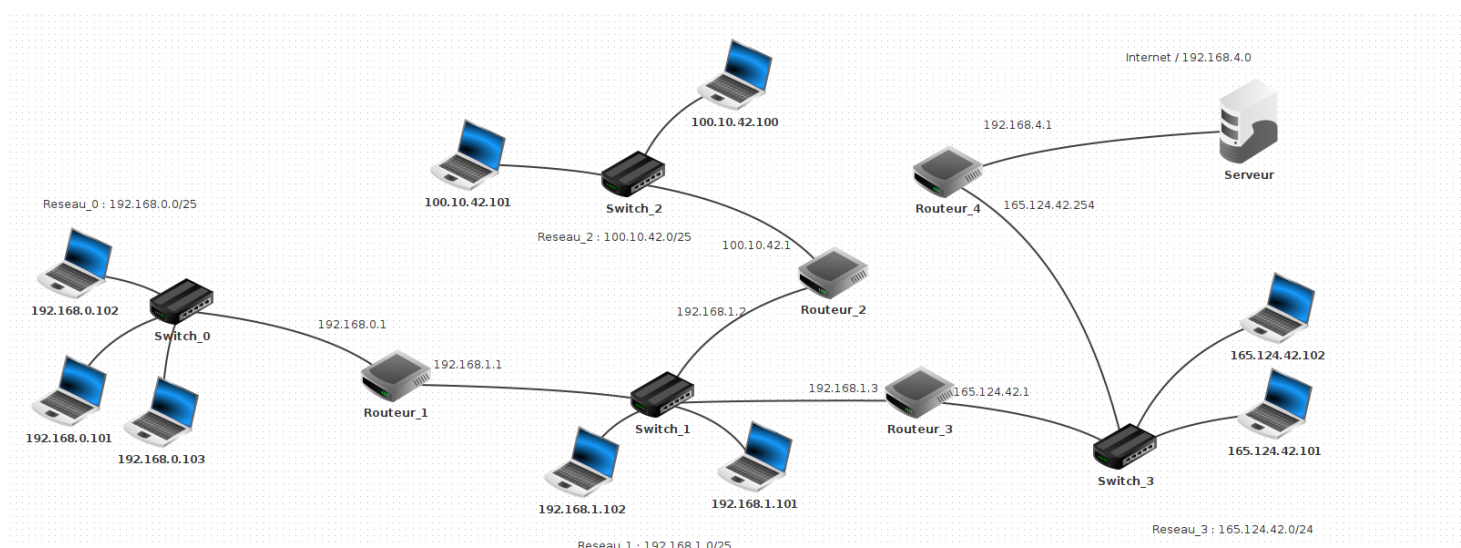 Internet / 192.168.4.0
100.10.42.100
192.168.4.1
Serveur
100.10.42.101
Switch_2
Routeur_4
165.124.42.254
Reseau_0 : 192.168.0.0/25
Reseau_2 : 100.10.42.0/25
100.10.42.1
192.168.0.102
Routeur_2
192.168.1.2
192.168.0.1
Switch_0
165.124.42.102
192.168.1.1
192.168.1.3
165.124.42.1
Routeur_1
Switch_1
Routeur_3
192.168.0.101
192.168.0.103
165.124.42.101
Switch_3
192.168.1.102
192.168.1.101
Reseau_3 : 165.124.42.0/24
Reseau_1 : 192.168.1.0/25